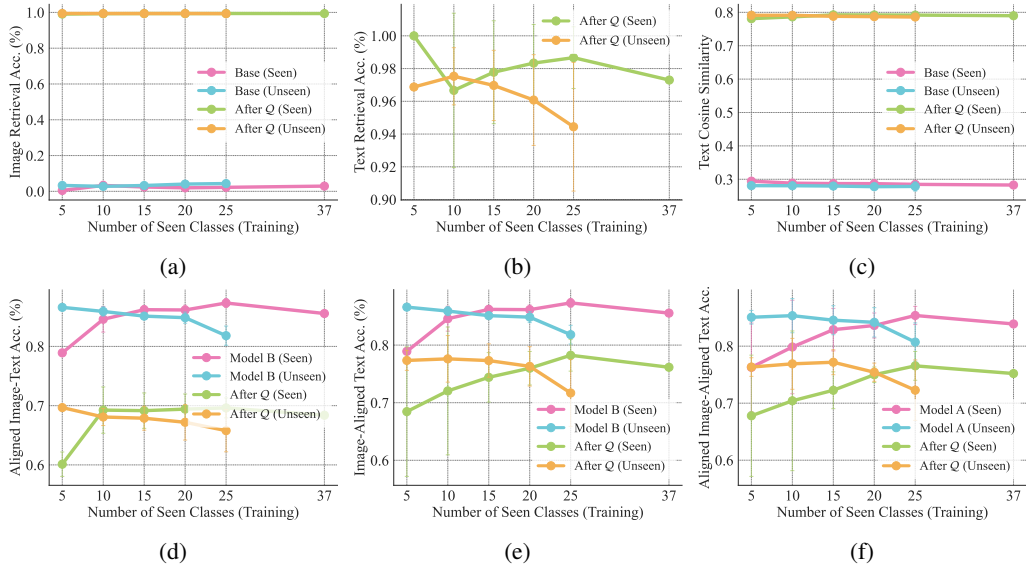 Image Retrieval Acc. (%)
1.0
0.8
0.6
0.4
0.2
0.0
Base (Seen)
Base (Unseen)
After Q (Seen)
After Q (Unseen)
5 10 15 20 25 37
Number of Seen Classes (Training)
(a)
Text Retrieval Acc. (%)
1.00
0.98
0.96
0.94
0.92
0.90
After Q (Seen)
After Q (Unseen)
5 10 15 20 25 37
Number of Seen Classes (Training)
(b)
Text Cosine Similarity
0.8
0.7
0.6
0.5
0.4
0.3
Base (Seen)
Base (Unseen)
After Q (Seen)
After Q (Unseen)
5 10 15 20 25 37
Number of Seen Classes (Training)
(c)
Aligned Image-Text Acc. (%)
0.8
0.7
0.6
Model B (Seen)
Model B (Unseen)
After Q (Seen)
After Q (Unseen)
5 10 15 20 25 37
Number of Seen Classes (Training)
(d)
Image-Aligned Text Acc. (%)
0.8
0.7
0.6
Model B (Seen)
Model B (Unseen)
After Q (Seen)
After Q (Unseen)
5 10 15 20 25 37
Number of Seen Classes (Training)
(e)
Aligned Image-Aligned Text Acc.
0.8
0.7
0.6
Model A (Seen)
Model A (Unseen)
After Q (Seen)
After Q (Unseen)
5 10 15 20 25 37
Number of Seen Classes (Training)
(f)